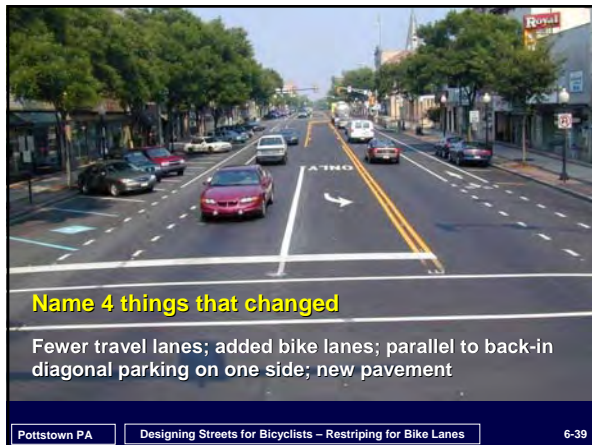 Royal
ONLY
Name 4 things that changed
Fewer travel lanes; added bike lanes; parallel to back-in
diagonal parking on one side; new pavement
Pottstown PA
Designing Streets for Bicyclists – Restriping for Bike Lanes
6-39